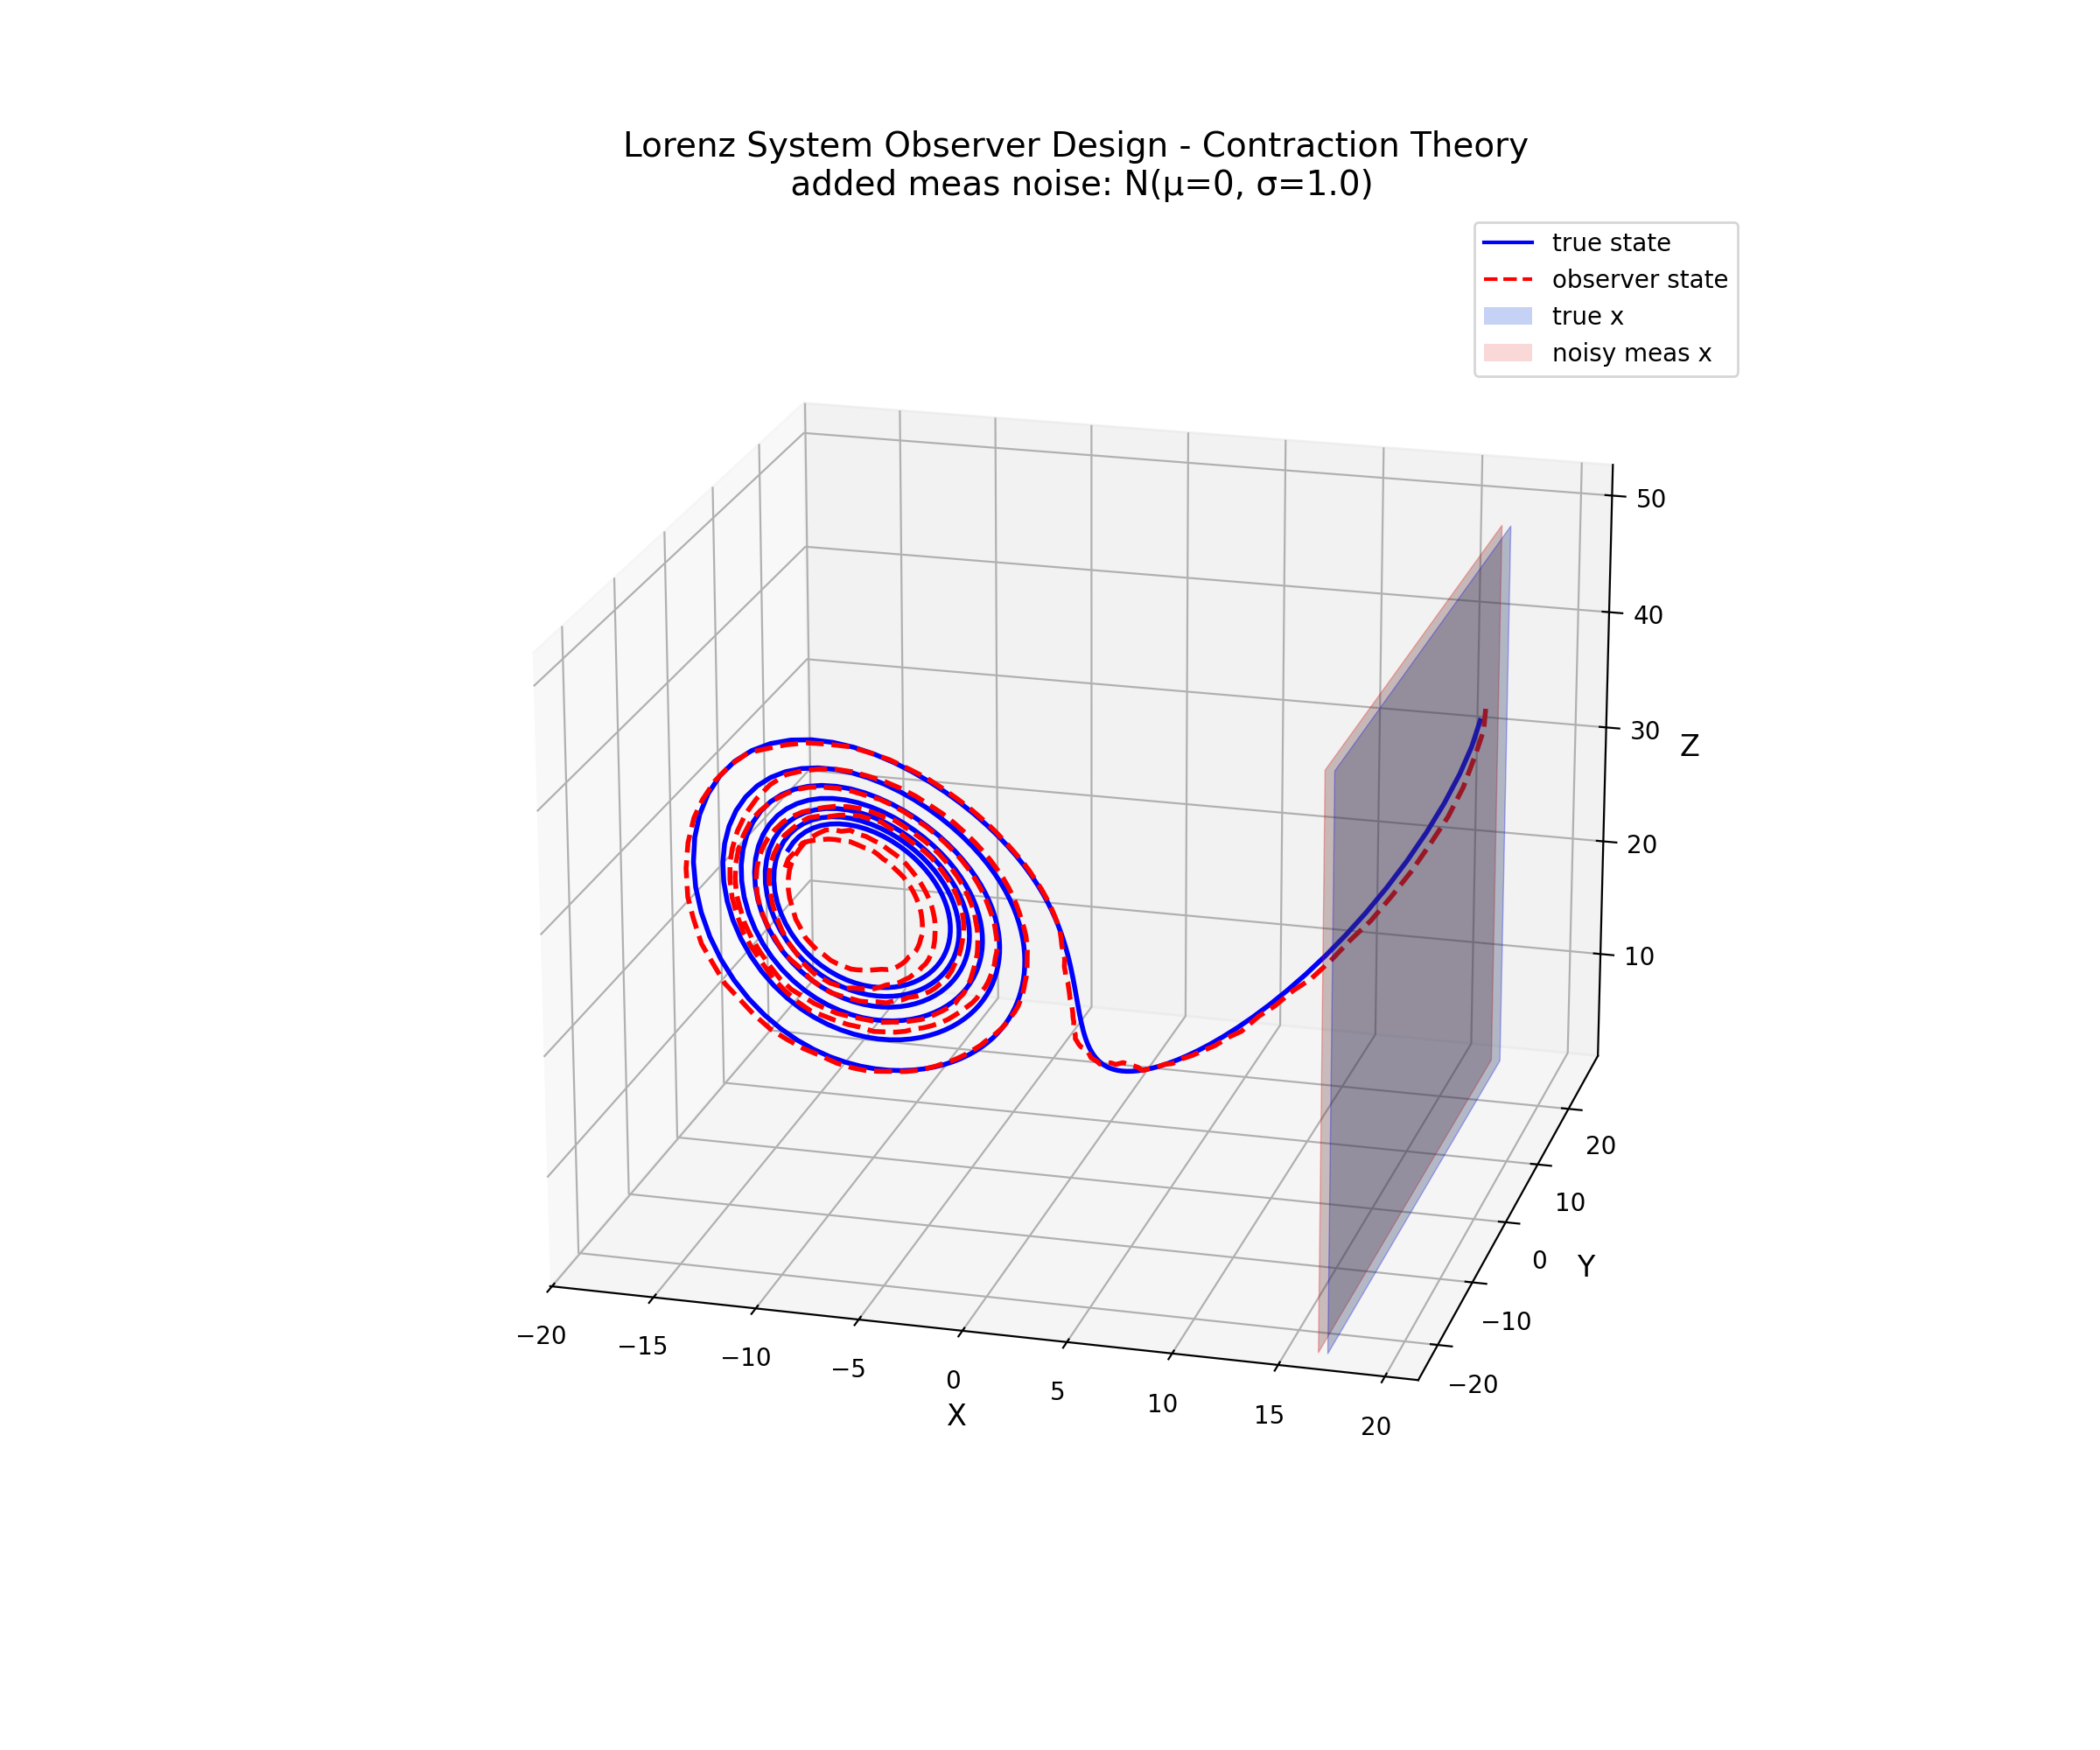 Lorenz System Observer Design - Contraction Theory
added meas noise: N(μ=0, σ=1.0)
true state
observer state
true x
noisy meas x
50
40
30
Z
20
10
20
10
0
Y
−10
−20
−20
−15
−10
−5
0
5
10
15
20
X